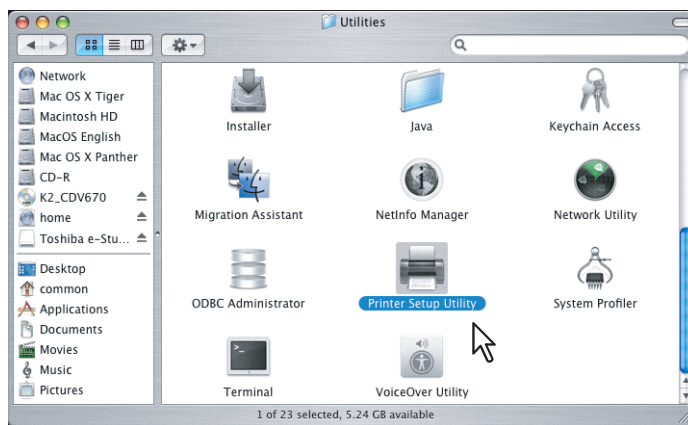 Utilities
Network
Mac OS X Tiger
Macintosh HD
MacOS English
Mac OS X Panther
CD-R
K2_CDV670
home
Toshiba e-Stu...
Desktop
common
Applications
Documents
Movies
Music
Pictures
Installer
Java
Keychain Access
Migration Assistant
NetInfo Manager
Network Utility
ODBC Administrator
Printer Setup Utility
System Profiler
Terminal
VoiceOver Utility
1 of 23 selected, 5.24 GB available